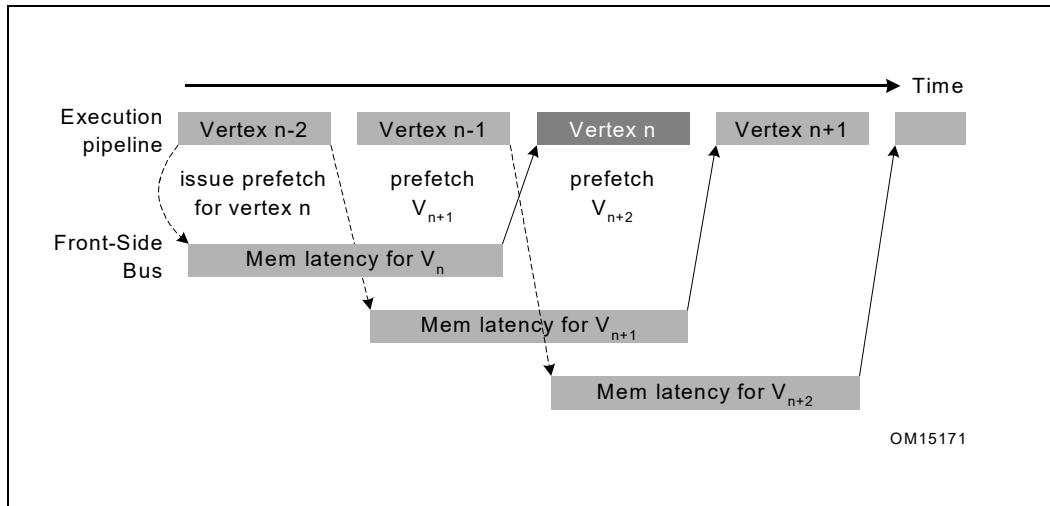 Time
Execution
pipeline
Vertex n-2
Vertex n-1
Vertex n
Vertex n+1
issue prefetch
for vertex n
prefetch
Vn+1
prefetch
Vn+2
Front-Side
Bus
Mem latency for Vn
Mem latency for Vn+1
Mem latency for Vn+2
OM15171